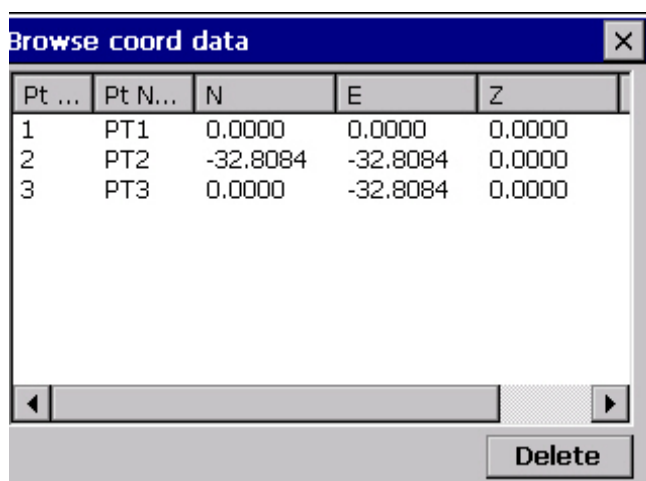 Browse coord data
Pt ... Pt N... N E Z
1 PT1 0.0000 0.0000 0.0000
2 PT2 -32.8084 -32.8084 0.0000
3 PT3 0.0000 -32.8084 0.0000
Delete